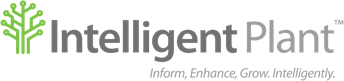 Intelligent Plant™
Inform, Enhance, Grow. Intelligently.